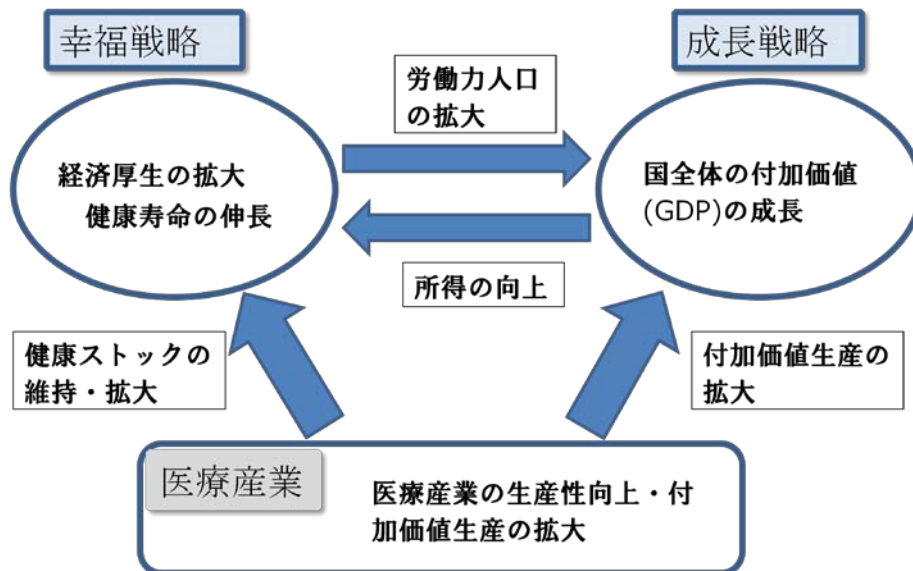 幸福戦略
成長戦略
労働力人口
の拡大
経済厚生の拡大
健康寿命の伸長
国全体の付加価値
(GDP)の成長
所得の向上
健康ストックの
維持・拡大
付加価値生産の
拡大
医療産業
医療産業の生産性向上・付
加価値生産の拡大